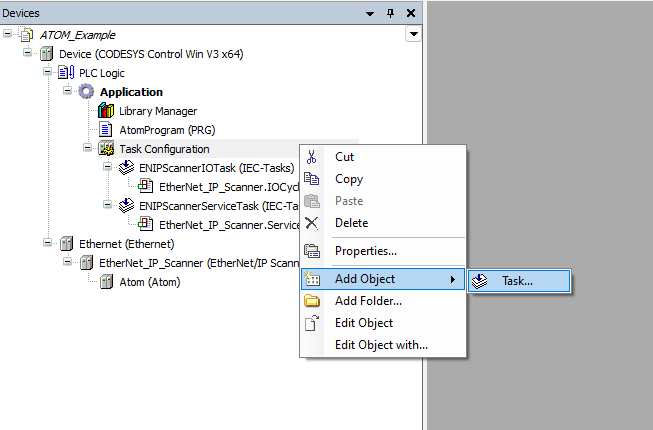 Devices
ATOM_Example
Device (CODESYS Control Win V3 x64)
PLC Logic
Application
Library Manager
AtomProgram (PRG)
Task Configuration
ENIPScannerIOTask (IEC-Tasks)
EtherNet_IP_Scanner.IOCycl
ENIPScannerServiceTask (IEC-Ta
EtherNet_IP_Scanner.Service
Ethernet (Ethernet)
EtherNet_IP_Scanner (EtherNet/IP Scann
Atom (Atom)
Cut
Copy
Paste
Delete
Properties...
Add Object
Task...
Add Folder...
Edit Object
Edit Object with...